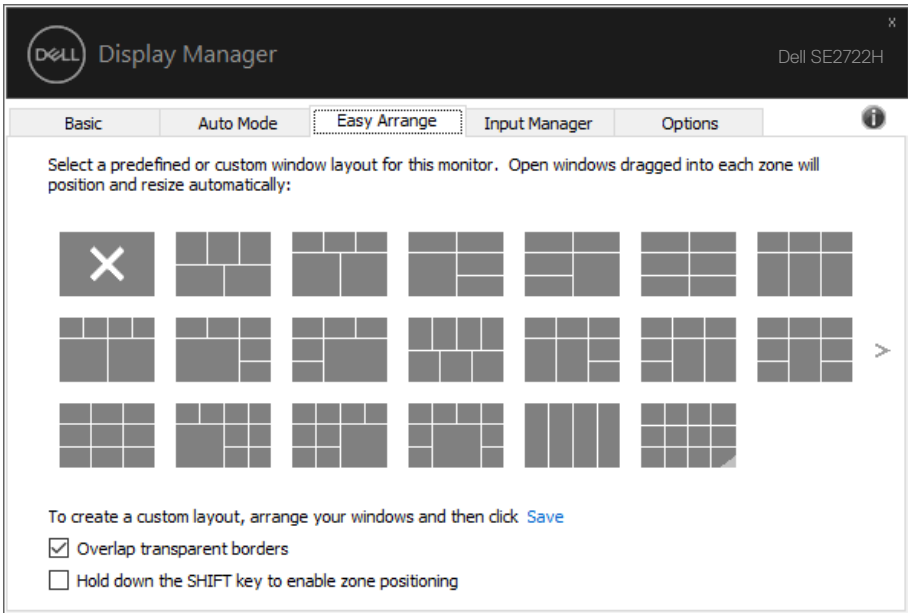 x
DELL Display Manager
Dell SE2722H
Basic Auto Mode Easy Arrange Input Manager Options
Select a predefined or custom window layout for this monitor. Open windows dragged into each zone will
position and resize automatically:
>
To create a custom layout, arrange your windows and then click Save
Overlap transparent borders
Hold down the SHIFT key to enable zone positioning